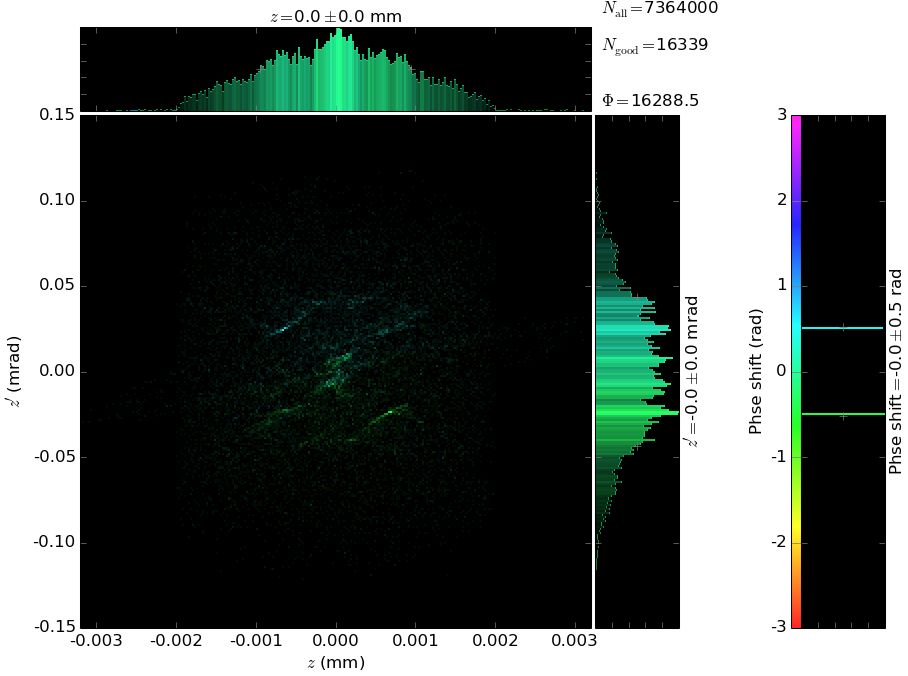 z=0.0 ± 0.0 mm
N_all=7364000
N_good=16339
Φ=16288.5
0.15
0.10
0.05
0.00
-0.05
-0.10
-0.15
z′ (mrad)
-0.003
-0.002
-0.001
0.000
0.001
0.002
0.003
z (mm)
z′=-0.0 ± 0.0 mrad
Phse shift (rad)
3
2
1
0
-1
-2
-3
Phse shift =-0.0 ± 0.5 rad